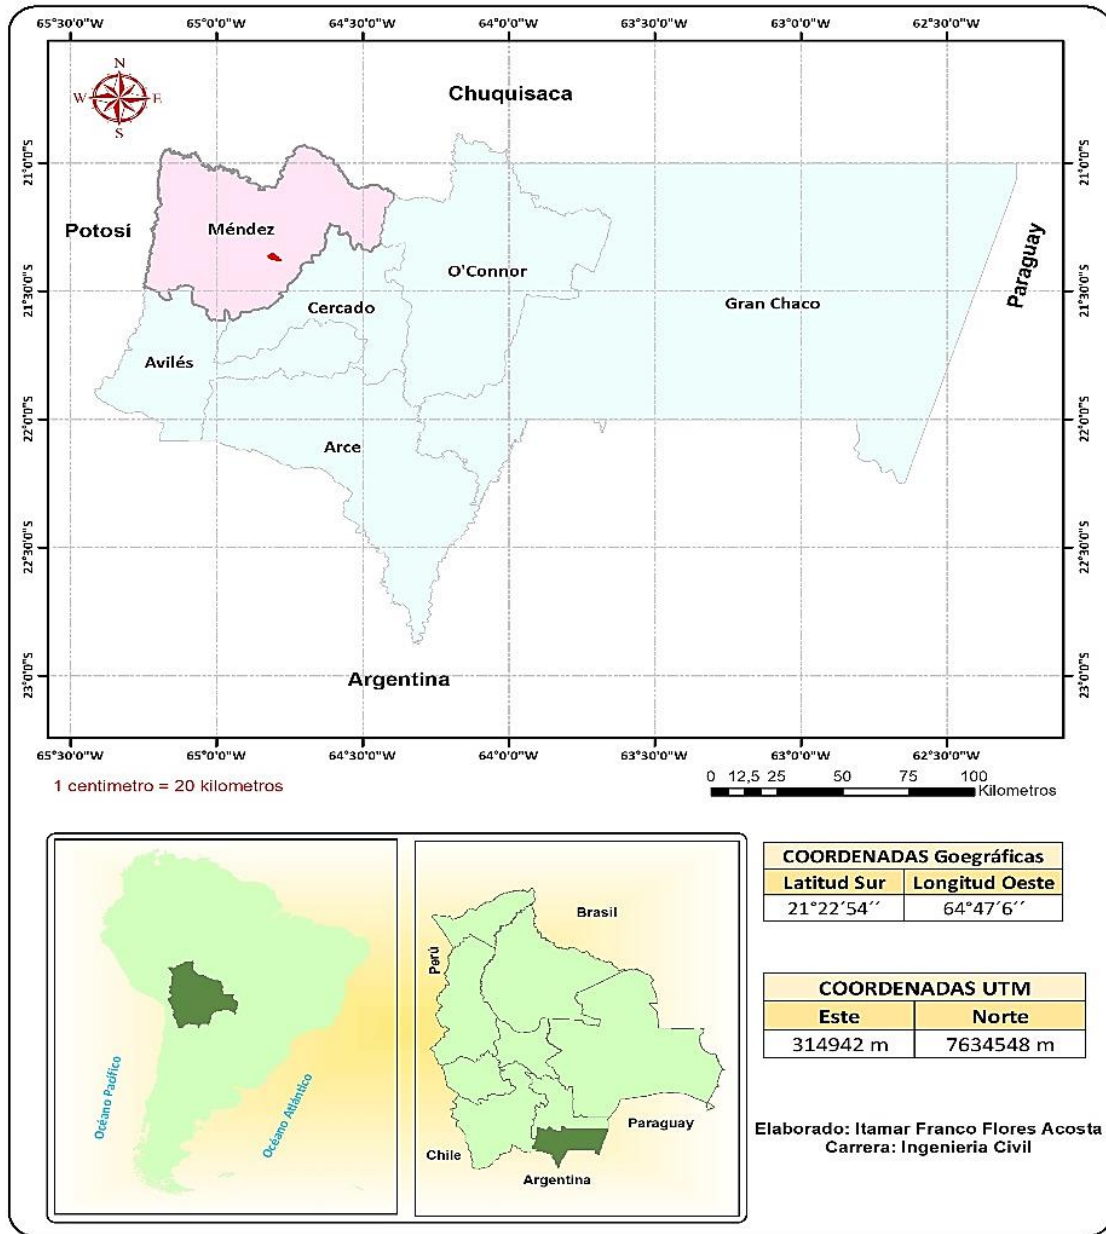 65°30'0"W 65°0'0"W 64°30'0"W 64°0'0"W 63°30'0"W 63°0'0"W 62°30'0"W
N
W E
S
Chuquisaca
21°0'0"S 21°0'0"S
Potosí
Méndez
Paraguay
O'Connor
21°30'0"S 21°30'0"S
Cercado
Gran Chaco
Avilés
22°0'0"S 22°0'0"S
Arce
22°30'0"S 22°30'0"S
23°0'0"S 23°0'0"S
Argentina
65°30'0"W 65°0'0"W 64°30'0"W 64°0'0"W 63°30'0"W 63°0'0"W 62°30'0"W
1 centimetro = 20 kilometros
0 12,5 25 50 75 100
Kilometros
Océano Pacífico
Océano Atlántico
Brasil
Perú
Paraguay
Chile
Argentina
COORDENADAS Goegráficas
Latitud Sur Longitud Oeste
21°22´54´´ 64°47´6´´
COORDENADAS UTM
Este Norte
314942 m 7634548 m
Elaborado: Itamar Franco Flores Acosta
Carrera: Ingenieria Civil